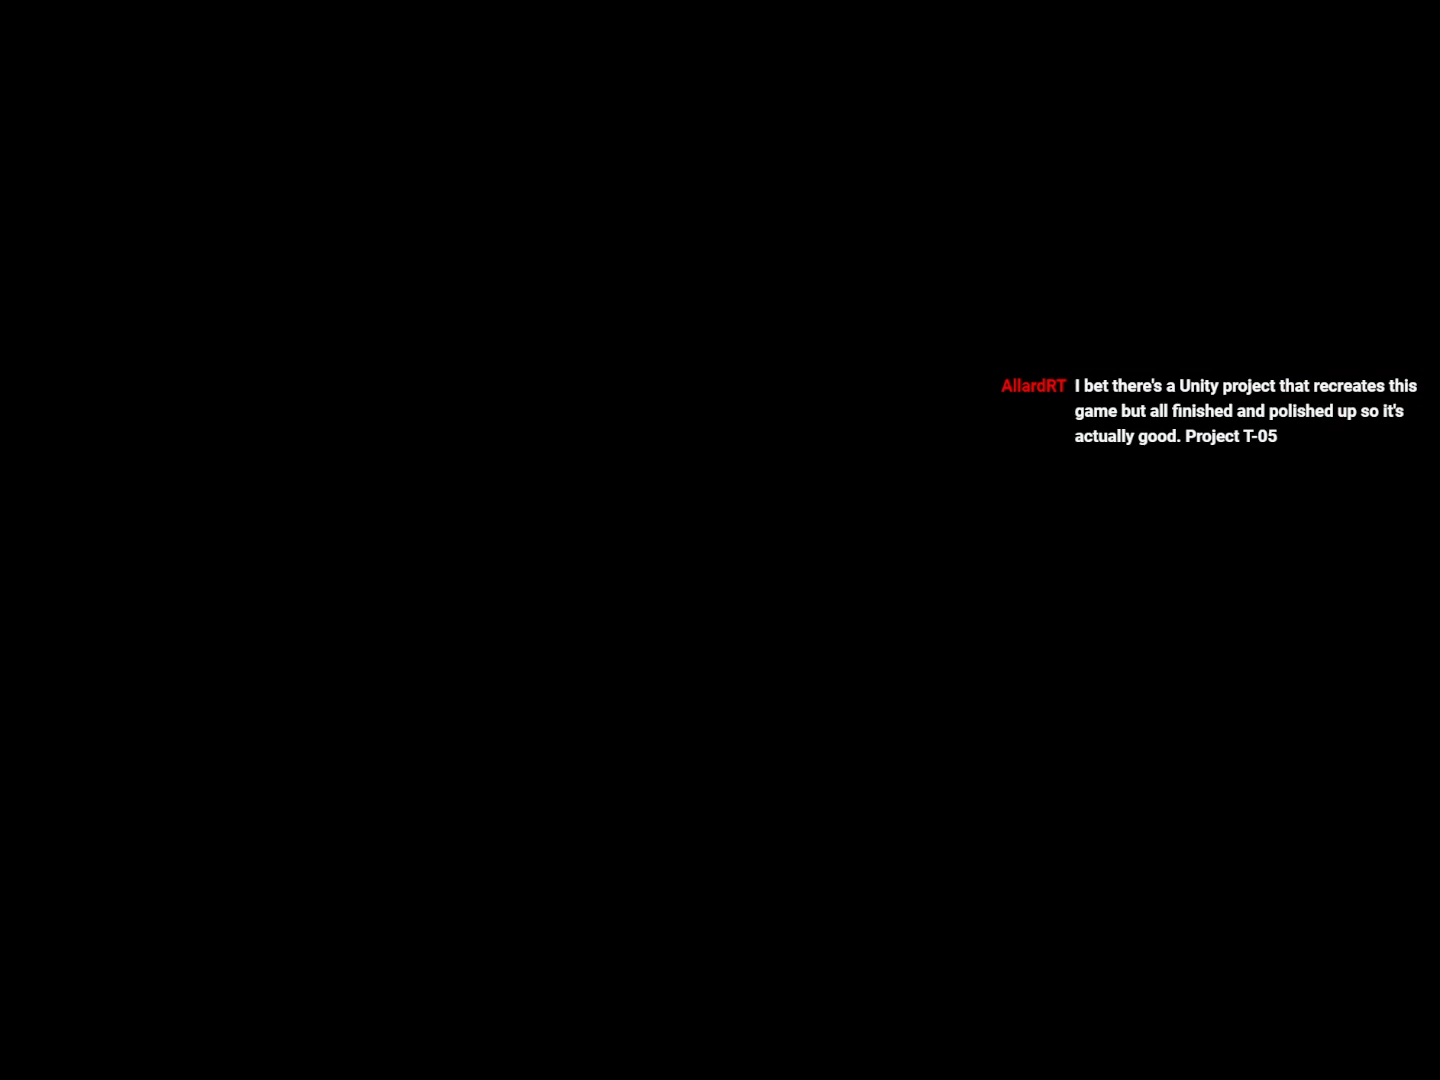 AllardRT I bet there's a Unity project that recreates this
game but all finished and polished up so it's
actually good. Project T-05